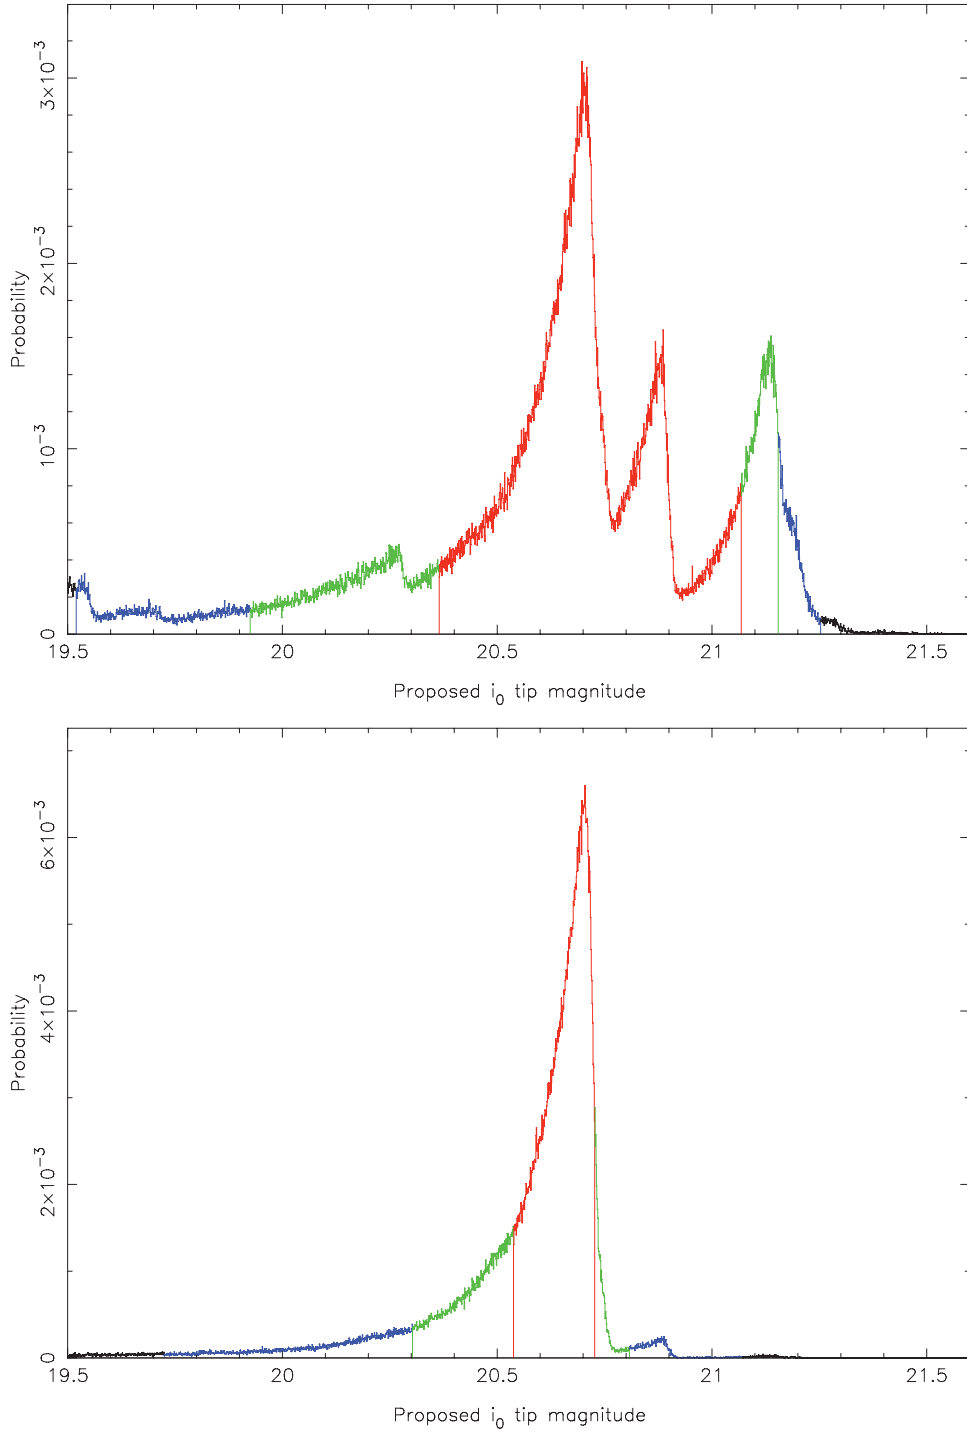 Probability
3×10⁻³
2×10⁻³
10⁻³
0
19.5 20 20.5 21 21.5
Proposed i₀ tip magnitude
Probability
6×10⁻³
4×10⁻³
2×10⁻³
0
19.5 20 20.5 21 21.5
Proposed i₀ tip magnitude